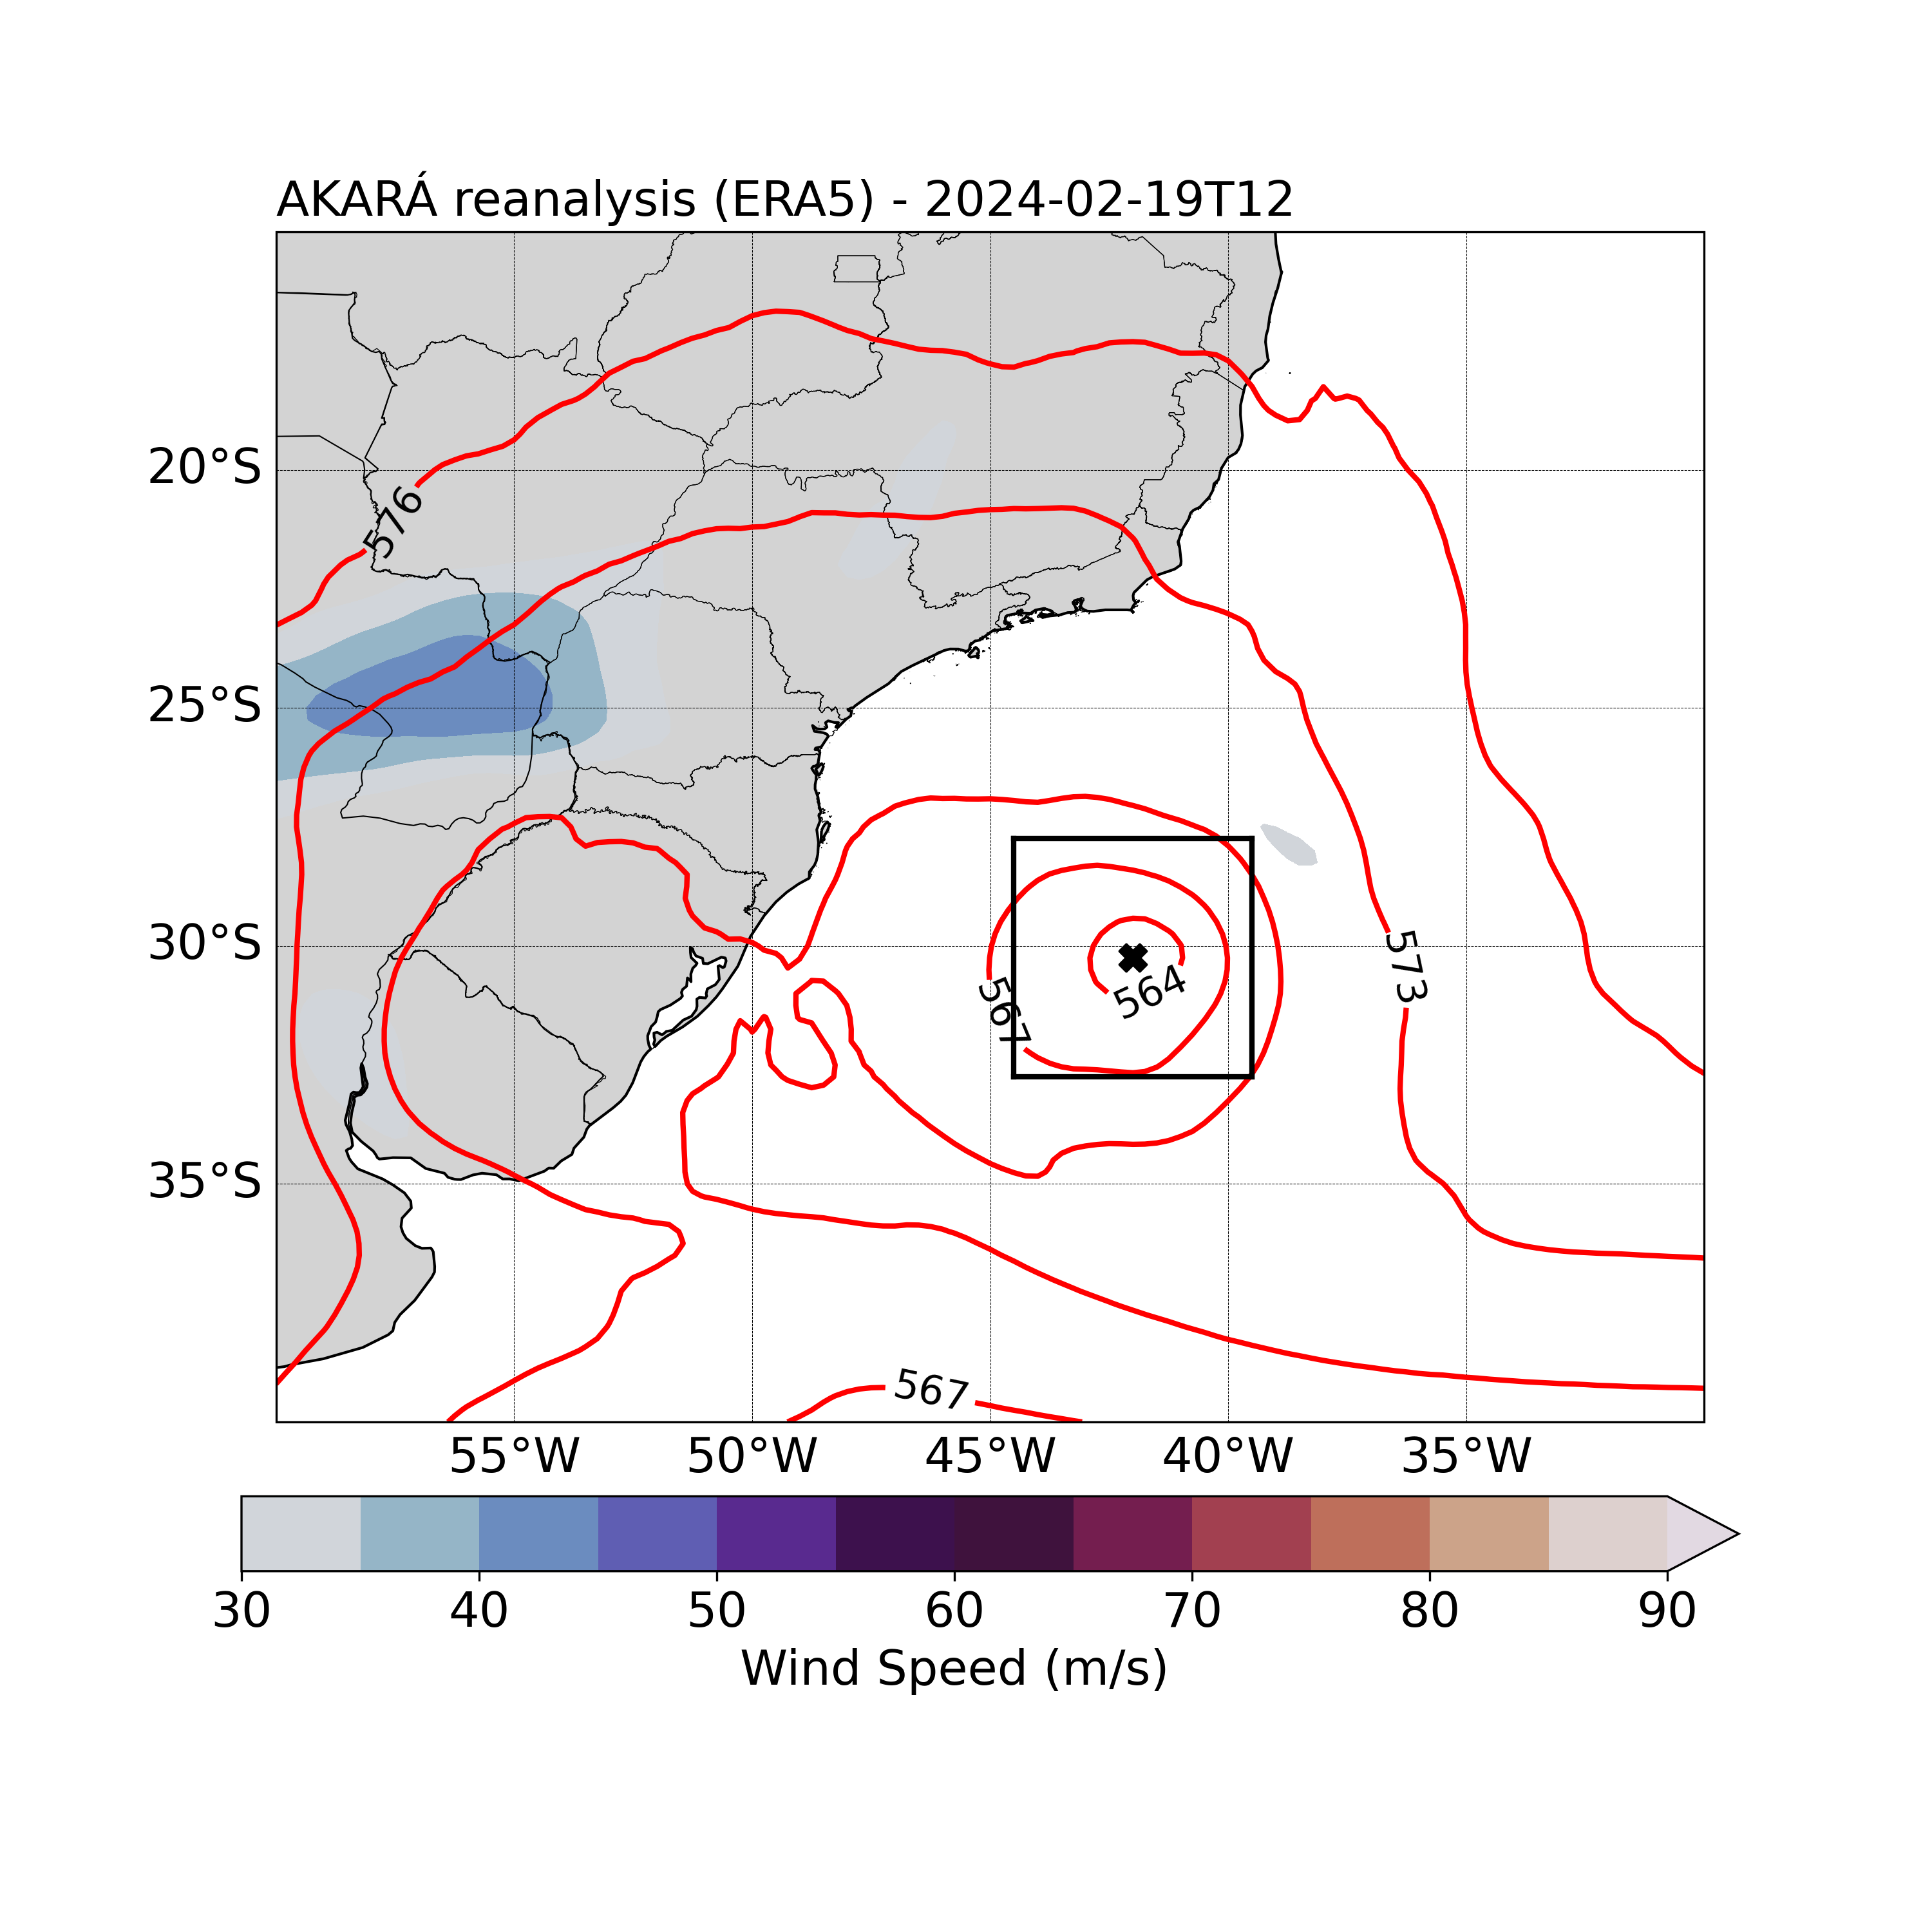 AKARÁ reanalysis (ERA5) - 2024-02-19T12
20°S
576
25°S
30°S
573
567
564
35°S
567
55°W 50°W 45°W 40°W 35°W
30 40 50 60 70 80 90
Wind Speed (m/s)